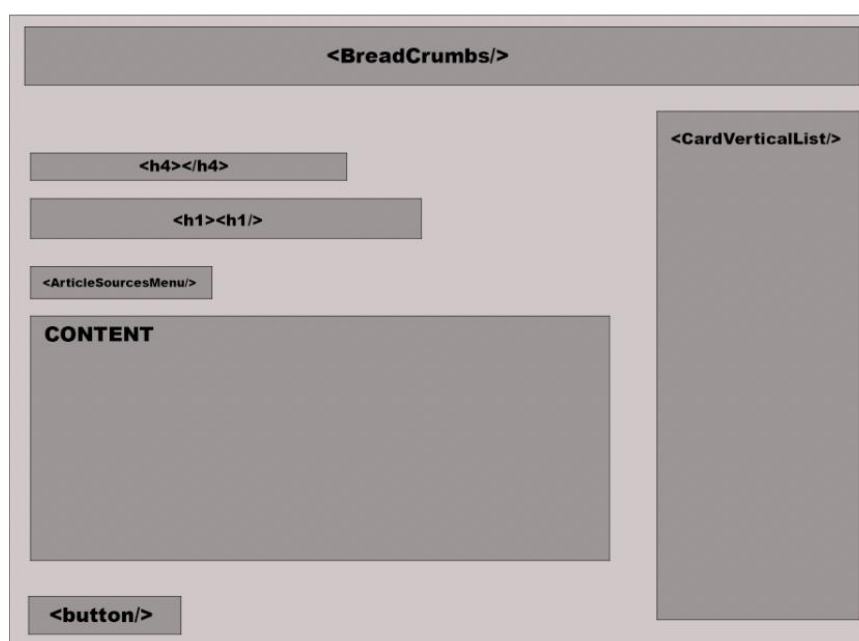 <BreadCrumbs/>
<h4></h4>
<h1><h1/>
<ArticleSourcesMenu/>
CONTENT
<button/>
<CardVerticalList/>